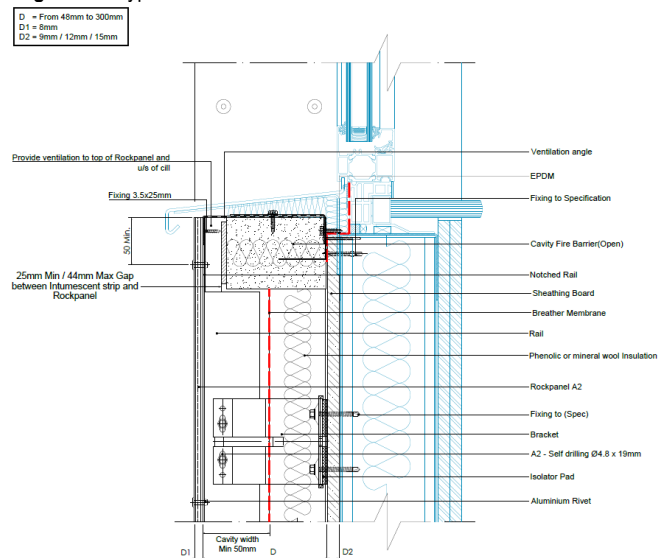 D = From 48mm to 300mm
D1 = 8mm
D2 = 9mm / 12mm / 15mm
Provide ventilation to top of Rockpanel and
u/s of cill
Fixing 3.5x25mm
50 Min.
25mm Min / 44mm Max Gap
between Intumescent strip and
Rockpanel
Ventilation angle
EPDM
Fixing to Specification
Cavity Fire Barrier(Open)
Notched Rail
Sheathing Board
Breather Membrane
Rail
Phenolic or mineral wool Insulation
Rockpanel A2
Fixing to (Spec)
Bracket
A2 - Self drilling Ø4.8 x 19mm
Isolator Pad
Aluminium Rivet
Cavity width
Min 50mm
D1
D
D2